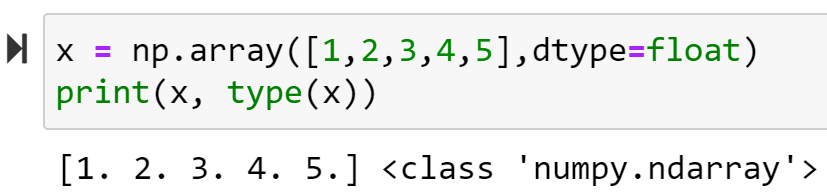 x = np.array([1,2,3,4,5],dtype=float)
print(x, type(x))
[1. 2. 3. 4. 5.] <class 'numpy.ndarray'>